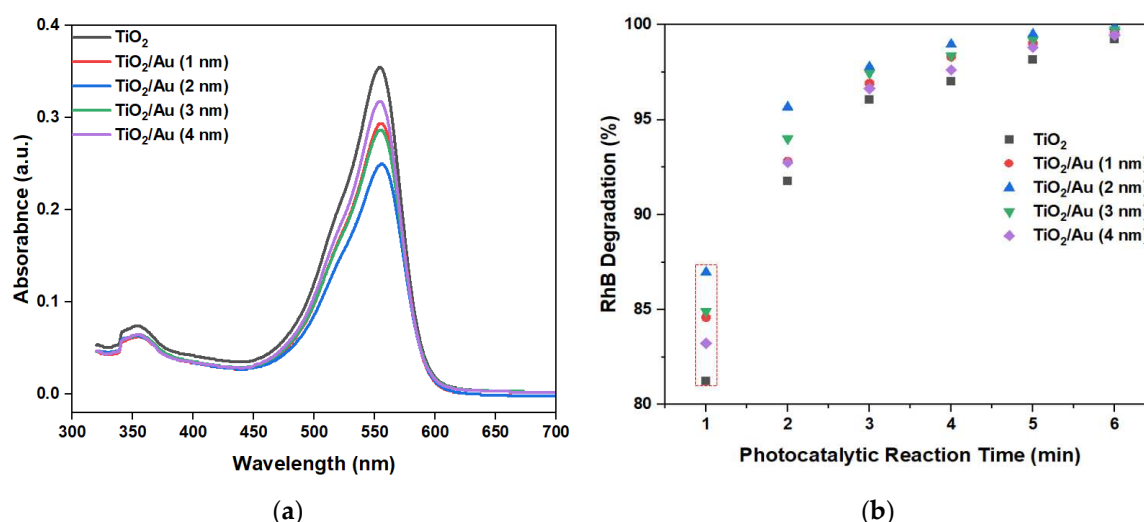 0.4
0.3
0.2
0.1
0.0
Absorabnce (a.u.)
TiO2
TiO2/Au (1 nm)
TiO2/Au (2 nm)
TiO2/Au (3 nm)
TiO2/Au (4 nm)
300 350 400 450 500 550 600 650 700
Wavelength (nm)
(a)
100
95
90
85
80
RhB Degradation (%)
TiO2
TiO2/Au (1 nm)
TiO2/Au (2 nm)
TiO2/Au (3 nm)
TiO2/Au (4 nm)
1 2 3 4 5 6
Photocatalytic Reaction Time (min)
(b)